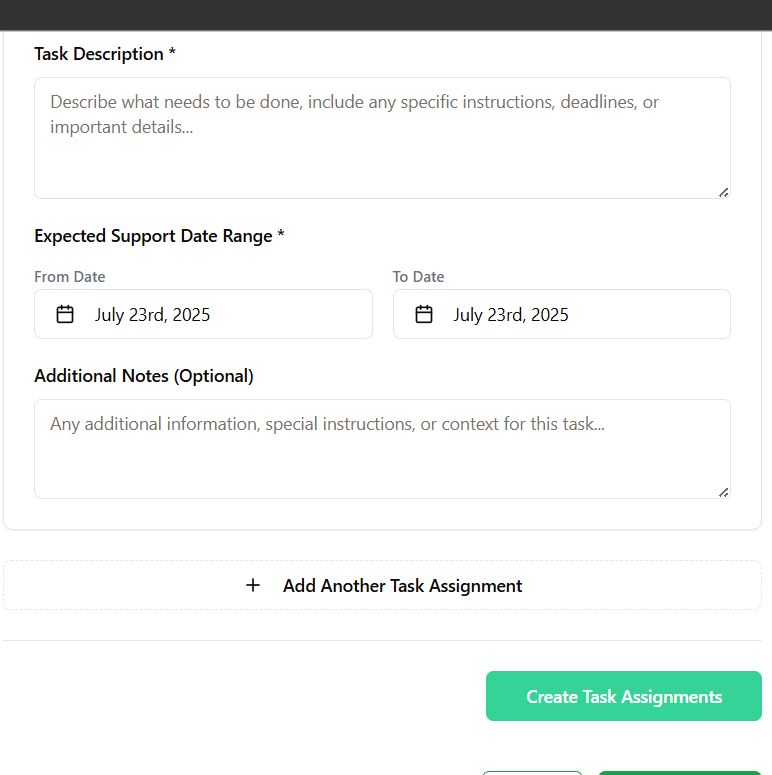 Task Description *
Describe what needs to be done, include any specific instructions, deadlines, or
important details...
Expected Support Date Range *
From Date
To Date
July 23rd, 2025
July 23rd, 2025
Additional Notes (Optional)
Any additional information, special instructions, or context for this task...
+ Add Another Task Assignment
Create Task Assignments